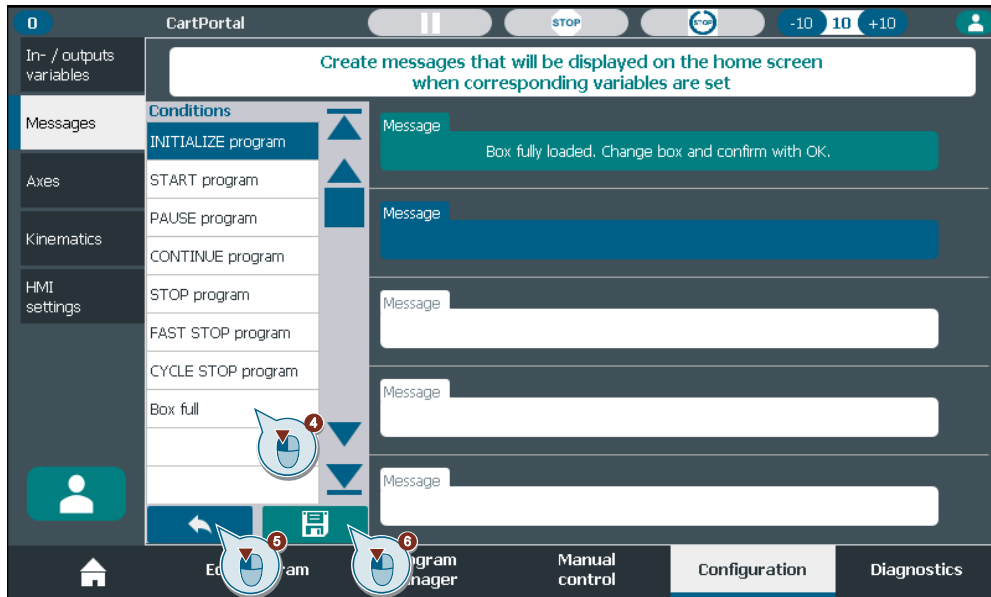 0
CartPortal
STOP
STOP
-10 10 +10
In- / outputs
variables
Messages
Axes
Kinematics
HMI
settings
Create messages that will be displayed on the home screen
when corresponding variables are set
Conditions
INITIALIZE program
START program
PAUSE program
CONTINUE program
STOP program
FAST STOP program
CYCLE STOP program
Box full
4
5
6
Message
Box fully loaded. Change box and confirm with OK.
Message
Message
Message
Message
Manual
control
Configuration
Diagnostics